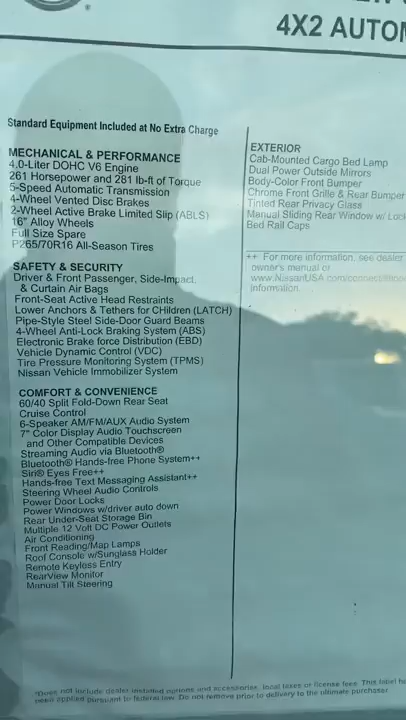 4X2 AUTOM
Standard Equipment Included at No Extra Charge
MECHANICAL & PERFORMANCE
4.0-Liter DOHC V6 Engine
261 Horsepower and 281 lb-ft of Torque
5-Speed Automatic Transmission
4-Wheel Vented Disc Brakes
2-Wheel Active Brake Limited Slip (ABLS)
16" Alloy Wheels
Full Size Spare
P265/70R16 All-Season Tires
SAFETY & SECURITY
Driver & Front Passenger, Side-Impact
& Curtain Air Bags
Front-Seat Active Head Restraints
Lower Anchors & Tethers for CHildren (LATCH)
Pipe-Style Steel Side-Door Guard Beams
4-Wheel Anti-Lock Braking System (ABS)
Electronic Brake force Distribution (EBD)
Vehicle Dynamic Control (VDC)
Tire Pressure Monitoring System (TPMS)
Nissan Vehicle Immobilizer System
COMFORT & CONVENIENCE
60/40 Split Fold-Down Rear Seat
Cruise Control
6-Speaker AM/FM/AUX Audio System
7" Color Display Audio Touchscreen
and Other Compatible Devices
Streaming Audio via Bluetooth®
Bluetooth® Hands-free Phone System++
Siri® Eyes Free++
Hands-free Text Messaging Assistant++
Steering Wheel Audio Controls
Power Door Locks
Power Windows w/driver auto down
Rear Under-Seat Storage Bin
Multiple 12 Volt DC Power Outlets
Air Conditioning
Front Reading/Map Lamps
Roof Console w/Sunglass Holder
Remote Keyless Entry
RearView Monitor
Manual Tilt Steering
EXTERIOR
Cab-Mounted Cargo Bed Lamp
Dual Power Outside Mirrors
Body-Color Front Bumper
Chrome Front Grille & Rear Bumper
Tinted Rear Privacy Glass
Manual Sliding Rear Window w/ Lock
Bed Rail Caps
++ For more information, see dealer,
owner's manual or
www.NissanUSA.com/connect
information.
*Does not include dealer installed options and accessories, local taxes or license fees. This label has
been applied pursuant to federal law. Do not remove prior to delivery to the ultimate purchaser.